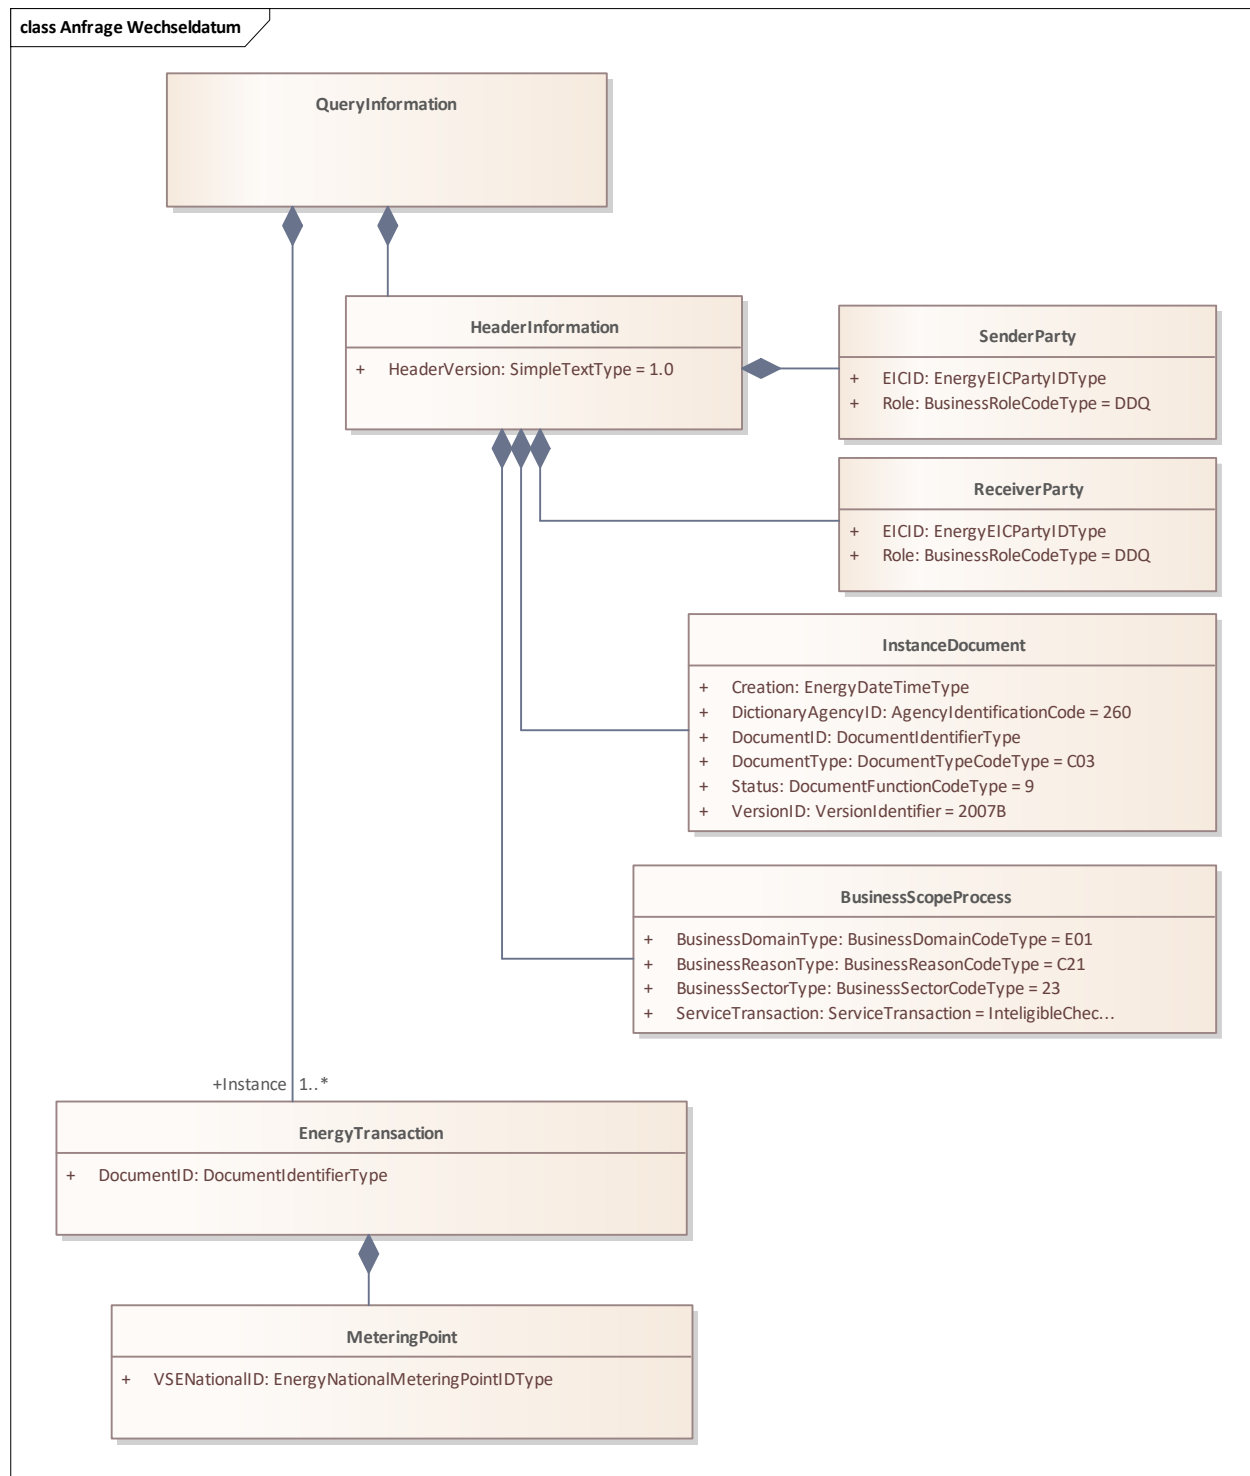 class Anfrage Wechseldatum
QueryInformation
HeaderInformation
+ HeaderVersion: SimpleTextType = 1.0
SenderParty
+ EICID: EnergyEICPartyIDType
+ Role: BusinessRoleCodeType = DDQ
ReceiverParty
+ EICID: EnergyEICPartyIDType
+ Role: BusinessRoleCodeType = DDQ
InstanceDocument
+ Creation: EnergyDateTimeType
+ DictionaryAgencyID: AgencyIdentificationCode = 260
+ DocumentID: DocumentIdentifierType
+ DocumentType: DocumentTypeCodeType = C03
+ Status: DocumentFunctionCodeType = 9
+ VersionID: VersionIdentifier = 2007B
BusinessScopeProcess
+ BusinessDomainType: BusinessDomainCodeType = E01
+ BusinessReasonType: BusinessReasonCodeType = C21
+ BusinessSectorType: BusinessSectorCodeType = 23
+ ServiceTransaction: ServiceTransaction = InteligibleChec...
+Instance 1..*
EnergyTransaction
+ DocumentID: DocumentIdentifierType
MeteringPoint
+ VSENationalID: EnergyNationalMeteringPointIDType